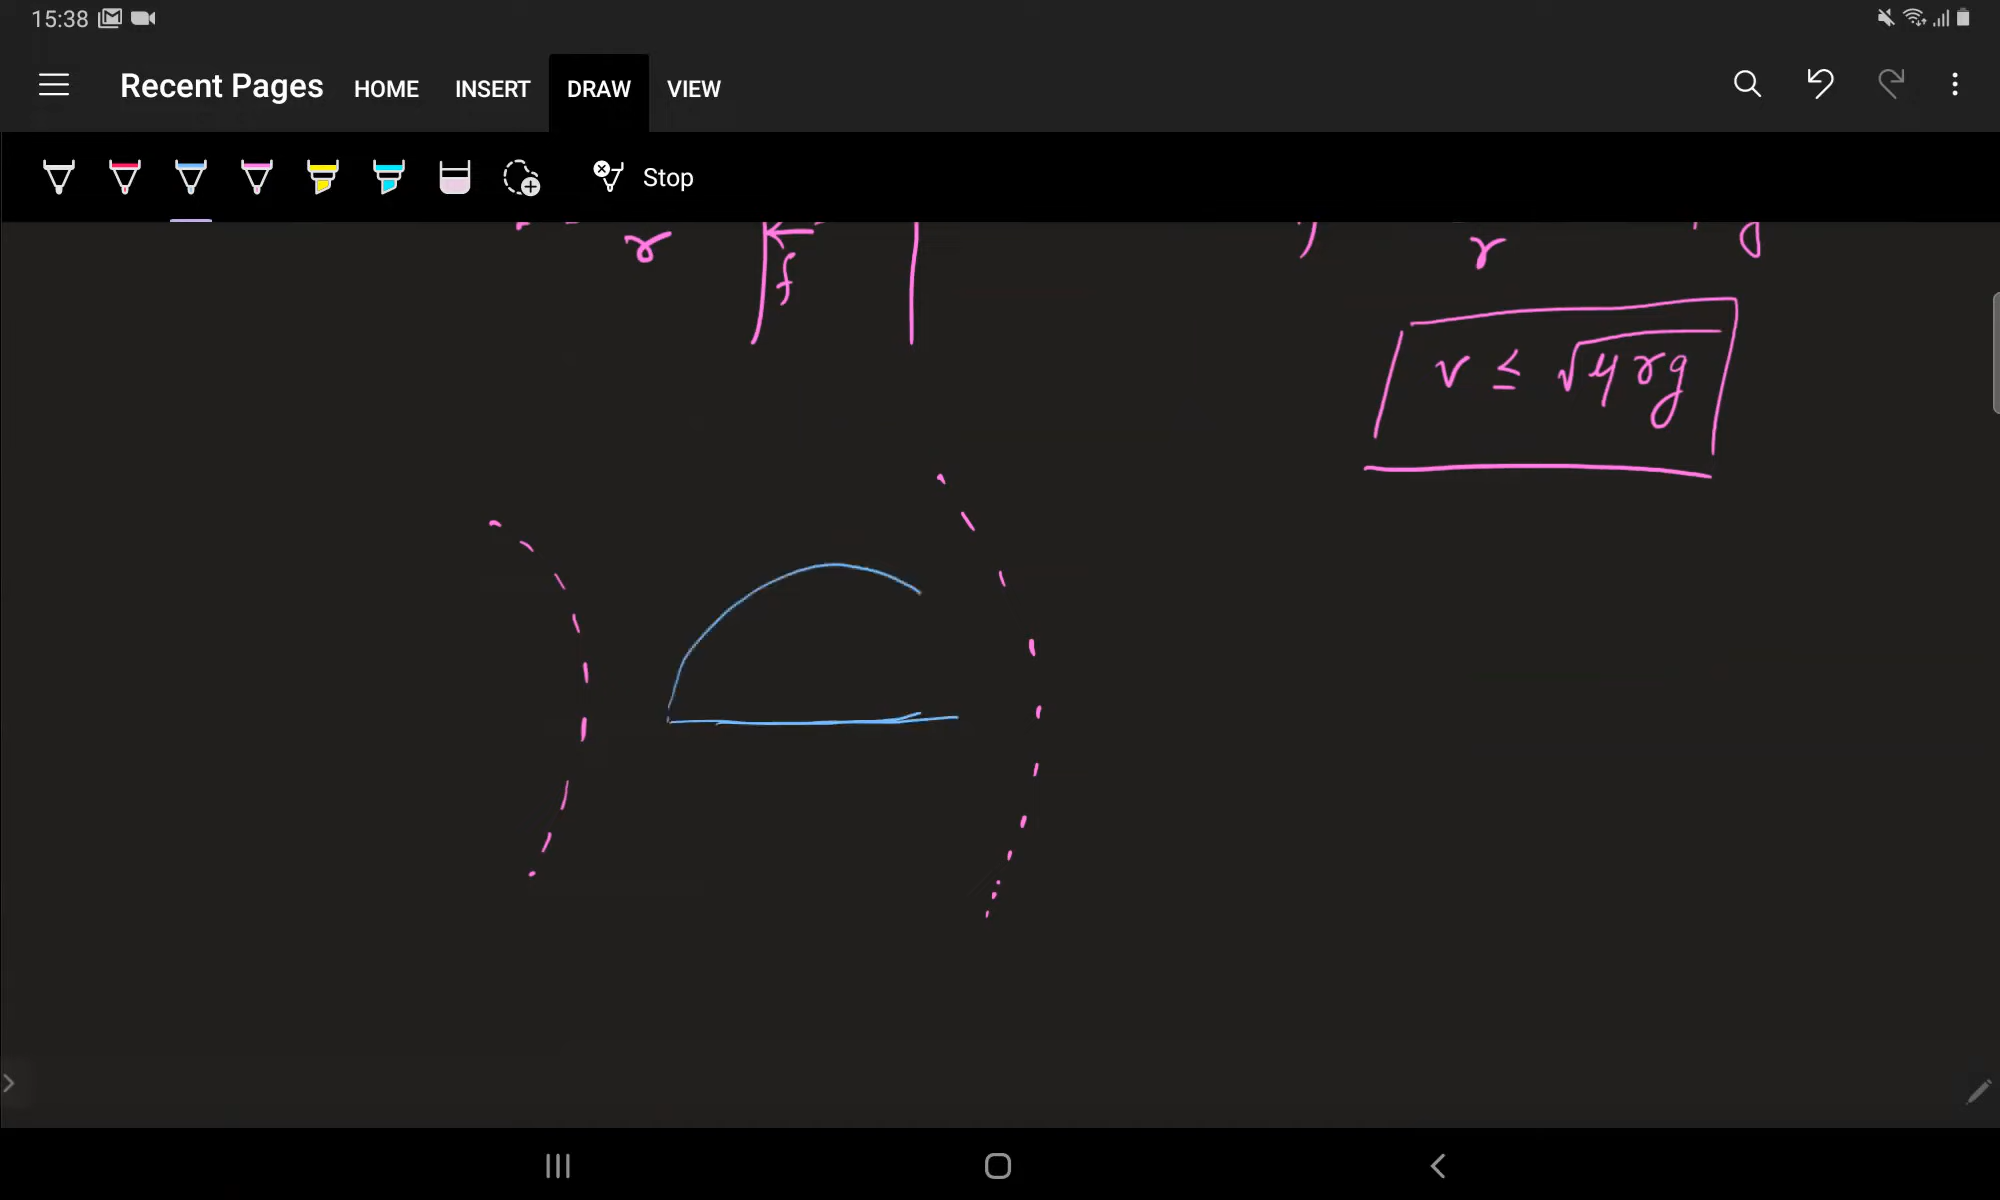 15:38
Recent Pages HOME INSERT DRAW VIEW
Stop
r f
r g
v ≤ √4rg